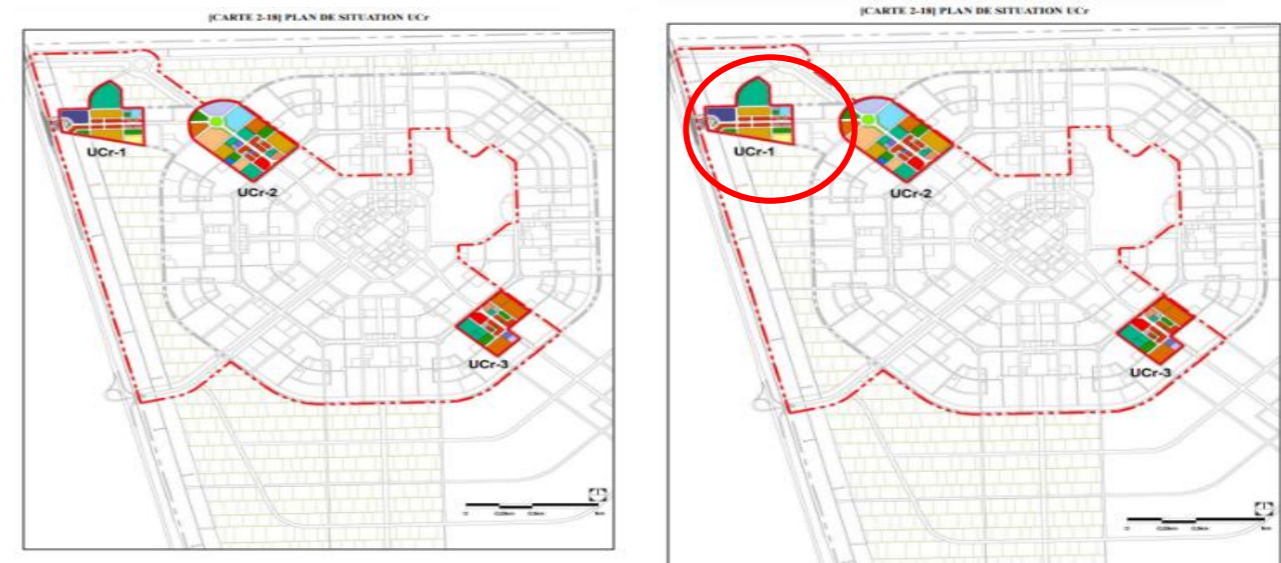 [CARTE 2-18] PLAN DE SITUATION UCr
UCr-1
UCr-2
UCr-3
[CARTE 2-18] PLAN DE SITUATION UCr
UCr-1
UCr-2
UCr-3